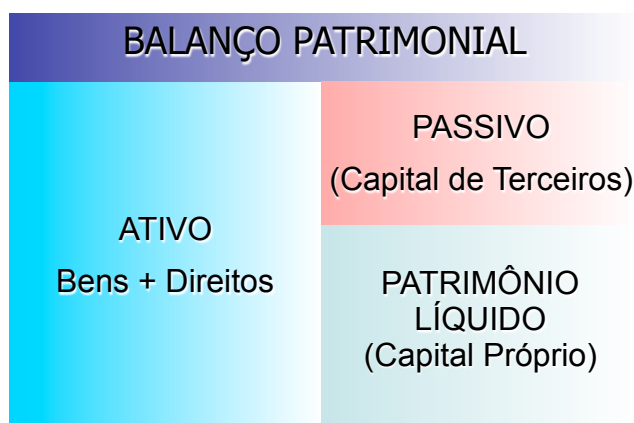 BALANÇO PATRIMONIAL
ATIVO
Bens + Direitos
PASSIVO
(Capital de Terceiros)
PATRIMÔNIO
LÍQUIDO
(Capital Próprio)